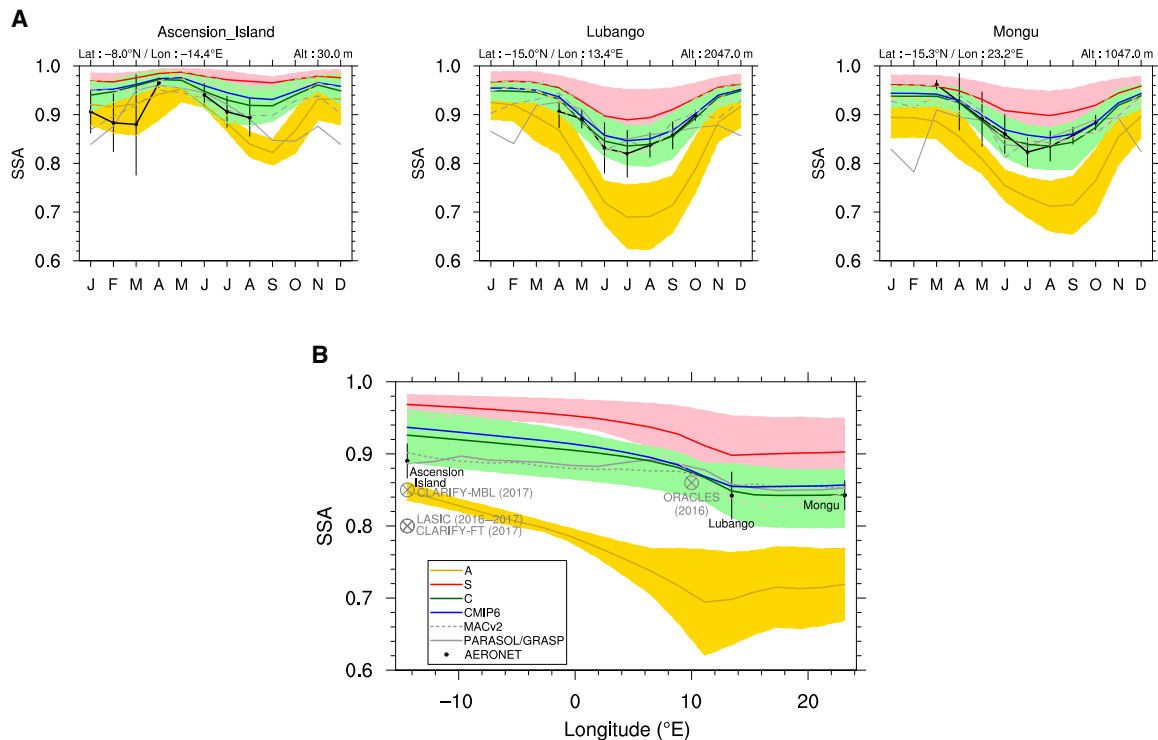 A
Ascension_Island
Lat : −8.0°N / Lon : −14.4°E Alt : 30.0 m
1.0
0.9
0.8
0.7
0.6
SSA
J F M A M J J A S O N D
Lubango
Lat : −15.0°N / Lon : 13.4°E Alt : 2047.0 m
1.0
0.9
0.8
0.7
0.6
SSA
J F M A M J J A S O N D
Mongu
Lat : −15.3°N / Lon : 23.2°E Alt : 1047.0 m
1.0
0.9
0.8
0.7
0.6
SSA
J F M A M J J A S O N D
B
1.0
0.9
0.8
0.7
0.6
SSA
Ascension
Island
CLARIFY-MBL (2017)
LASIC (2016−2017)
CLARIFY-FT (2017)
ORACLES
(2016)
Lubango
Mongu
A
S
C
CMIP6
MACv2
PARASOL/GRASP
AERONET
−10 0 10 20
Longitude (°E)